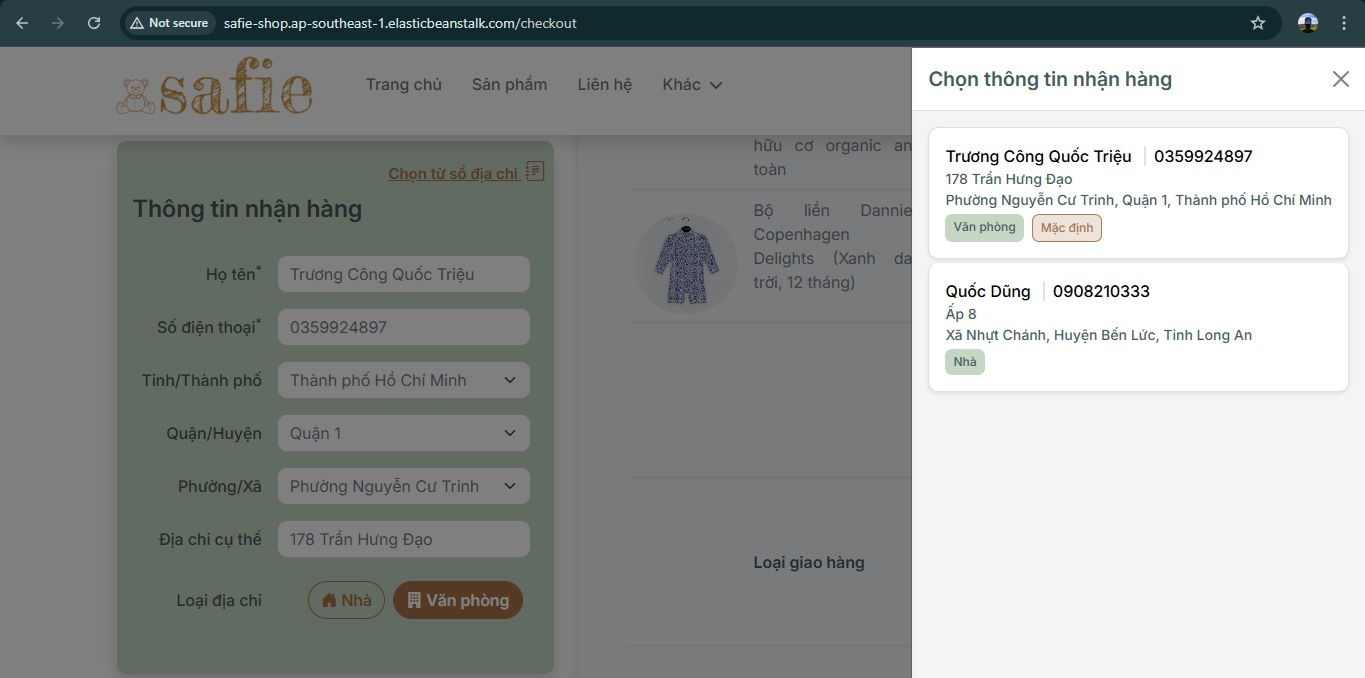 Not secure
safie-shop.ap-southeast-1.elasticbeanstalk.com/checkout
safie
Trang chủ
Sản phẩm
Liên hệ
Khác
Chọn từ sổ địa chỉ
Thông tin nhận hàng
Họ tên*
Trương Công Quốc Triệu
Số điện thoại*
0359924897
Tỉnh/Thành phố
Thành phố Hồ Chí Minh
Quận/Huyện
Quận 1
Phường/Xã
Phường Nguyễn Cư Trinh
Địa chỉ cụ thể
178 Trần Hưng Đạo
Loại địa chỉ
Nhà
Văn phòng
hữu cơ organic an
toàn
Bộ liền Dannie
Copenhagen
Delights (Xanh da
trời, 12 tháng)
Loại giao hàng
Chọn thông tin nhận hàng
Trương Công Quốc Triệu
0359924897
178 Trần Hưng Đạo
Phường Nguyễn Cư Trinh, Quận 1, Thành phố Hồ Chí Minh
Văn phòng
Mặc định
Quốc Dũng
0908210333
Ấp 8
Xã Nhựt Chánh, Huyện Bến Lức, Tỉnh Long An
Nhà